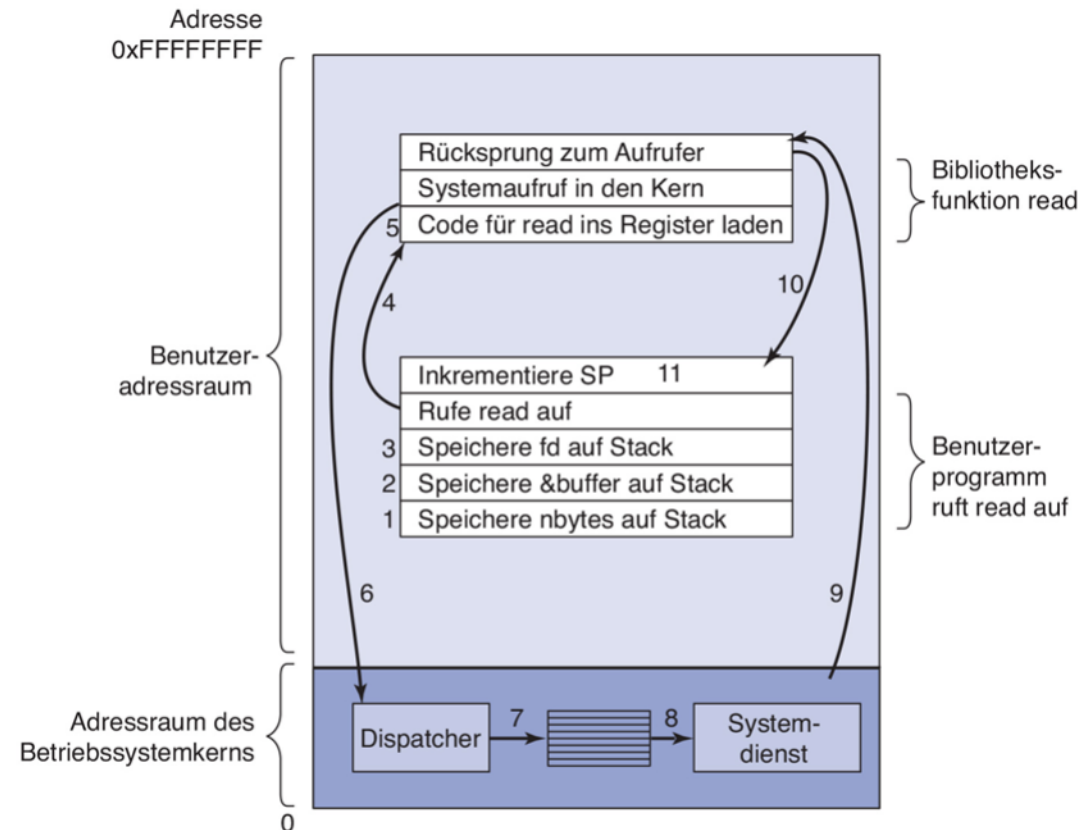 Adresse
0xFFFFFFFF
Rücksprung zum Aufrufer
Systemaufruf in den Kern
5 Code für read ins Register laden
Bibliotheks-
funktion read
4
10
Benutzer-
adressraum
Inkrementiere SP 11
Rufe read auf
3 Speichere fd auf Stack
2 Speichere &buffer auf Stack
1 Speichere nbytes auf Stack
Benutzer-
programm
ruft read auf
6
9
Adressraum des
Betriebssystemkerns
Dispatcher
7
8
System-
dienst
0